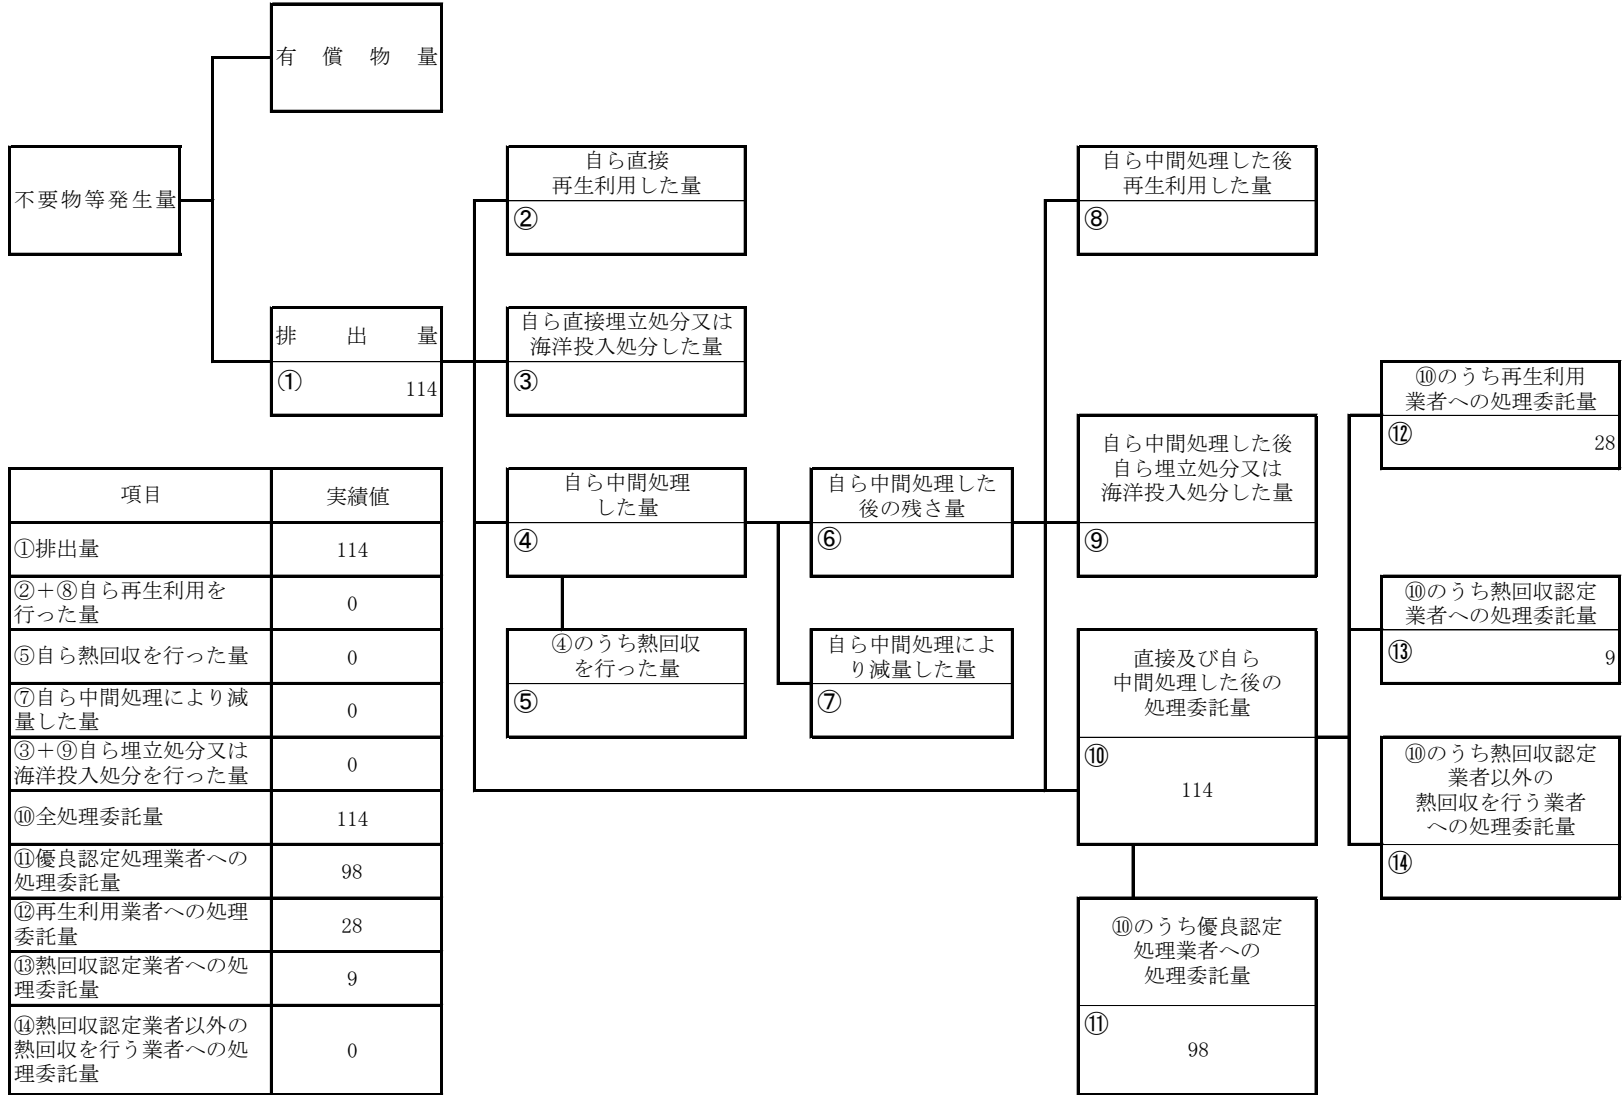 有償物量
不要物等発生量
排出量
①
114
自ら直接
再生利用した量
②
自ら直接埋立処分又は
海洋投入処分した量
③
自ら中間処理
した量
④
④のうち熱回収
を行った量
⑤
自ら中間処理した
後の残さ量
⑥
自ら中間処理によ
り減量した量
⑦
自ら中間処理した後
再生利用した量
⑧
自ら中間処理した後
自ら埋立処分又は
海洋投入処分した量
⑨
直接及び自ら
中間処理した後の
処理委託量
⑩
114
⑩のうち優良認定
処理業者への
処理委託量
⑪
98
⑩のうち再生利用
業者への処理委託量
⑫
28
⑩のうち熱回収認定
業者への処理委託量
⑬
9
⑩のうち熱回収認定
業者以外の
熱回収を行う業者
への処理委託量
⑭
項目 実績値
①排出量 114
②＋⑧自ら再生利用を
行った量 0
⑤自ら熱回収を行った量 0
⑦自ら中間処理により減
量した量 0
③＋⑨自ら埋立処分又は
海洋投入処分を行った量 0
⑩全処理委託量 114
⑪優良認定処理業者への
処理委託量 98
⑫再生利用業者への処理
委託量 28
⑬熱回収認定業者への処
理委託量 9
⑭熱回収認定業者以外の
熱回収を行う業者への処
理委託量 0